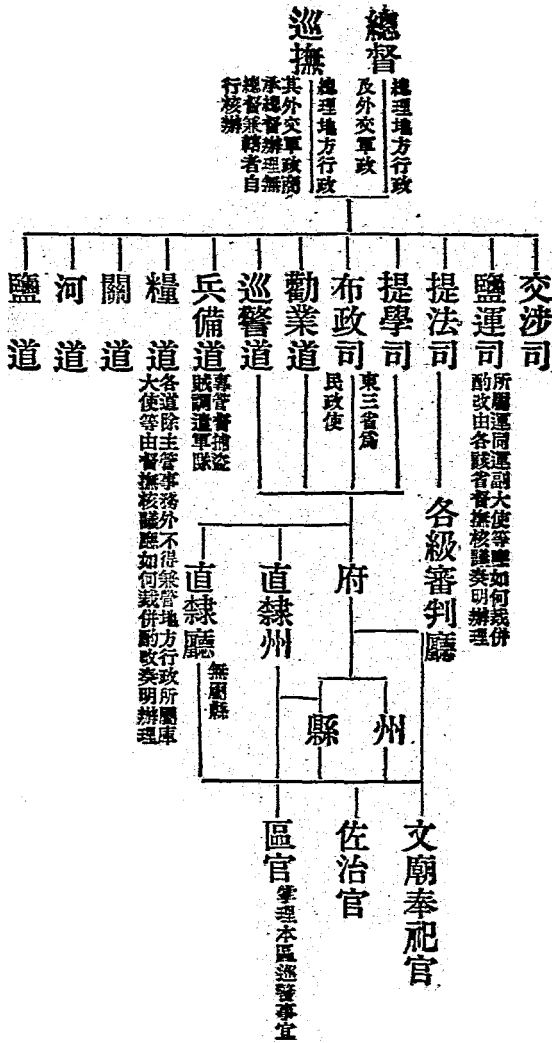 總督
總理地方行政
及外交軍政
巡撫
總理地方行政
其外交軍政商
承總督辦理無
總督兼轄者自
行核辦
交涉司
鹽運司
所屬運同運副大使等應如何裁併
酌改由各該省督撫核議奏明辦理
提法司
提學司
布政司
東三省爲
民政使
勸業道
巡警道
兵備道
專管督捕盜
賊調遣軍隊
糧道
各道除主管事務外不得兼管地方行政所屬庫
大使等由督撫核議應如何裁併酌改奏明辦理
關道
河道
鹽道
各級審判廳
府
直隸州
直隸廳
無屬縣
州
縣
文廟奉祀官
佐治官
區官
掌理本區巡警事宜